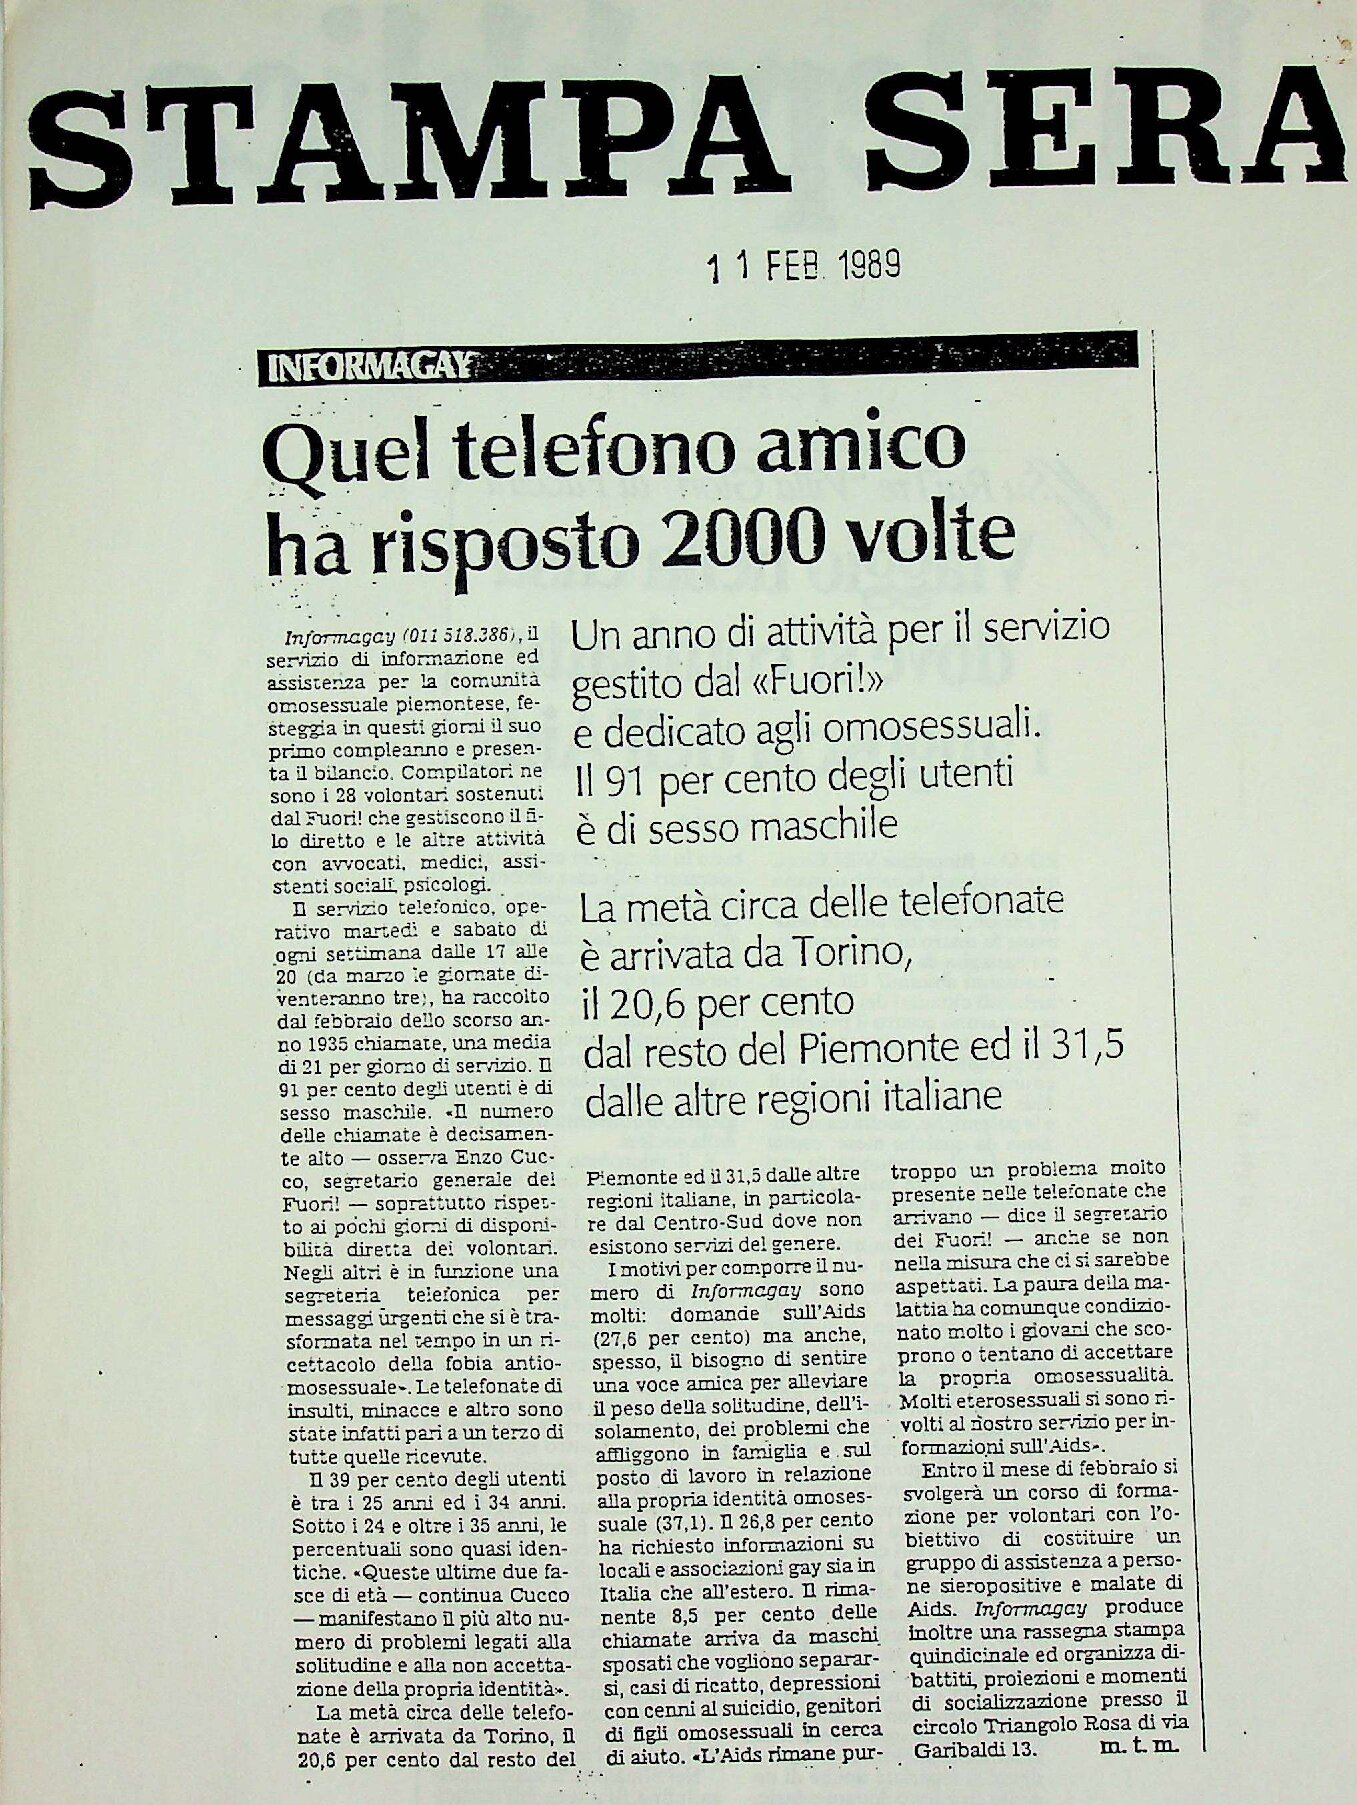 STAMPA SERA
11 FEB. 1989
INFORMAGAY
Quel telefono amico
ha risposto 2000 volte
Un anno di attività per il servizio
gestito dal «Fuori!»
e dedicato agli omosessuali.
Il 91 per cento degli utenti
è di sesso maschile
La metà circa delle telefonate
è arrivata da Torino,
il 20,6 per cento
dal resto del Piemonte ed il 31,5
dalle altre regioni italiane
Informagay (011 518.386), il
servizio di informazione ed
assistenza per la comunità
omosessuale piemontese, fe-
steggia in questi giorni il suo
primo compleanno e presen-
ta il bilancio. Compilatori ne
sono i 28 volontari sostenuti
dal Fuori! che gestiscono il fi-
lo diretto e le altre attività
con avvocati, medici, assi-
stenti sociali, psicologi.
Il servizio telefonico, ope-
rativo martedì e sabato di
ogni settimana dalle 17 alle
20 (da marzo le giornate di-
venteranno tre), ha raccolto
dal febbraio dello scorso an-
no 1935 chiamate, una media
di 21 per giorno di servizio. Il
91 per cento degli utenti è di
sesso maschile. «Il numero
delle chiamate è decisamen-
te alto — osserva Enzo Cuc-
co, segretario generale del
Fuori! — soprattutto rispet-
to ai pochi giorni di disponi-
bilità diretta dei volontari.
Negli altri è in funzione una
segreteria telefonica per
messaggi urgenti che si è tra-
sformata nel tempo in un ri-
cettacolo della fobia antio-
mosessuale». Le telefonate di
insulti, minacce e altro sono
state infatti pari a un terzo di
tutte quelle ricevute.
Il 39 per cento degli utenti
è tra i 25 anni ed i 34 anni.
Sotto i 24 e oltre i 35 anni, le
percentuali sono quasi iden-
tiche. «Queste ultime due fa-
sce di età — continua Cucco
— manifestano il più alto nu-
mero di problemi legati alla
solitudine e alla non accetta-
zione della propria identità».
La metà circa delle telefo-
nate è arrivata da Torino, il
20,6 per cento dal resto del
Piemonte ed il 31,5 dalle altre
regioni italiane, in particola-
re dal Centro-Sud dove non
esistono servizi del genere.
I motivi per comporre il nu-
mero di Informagay sono
molti: domande sull'Aids
(27,6 per cento) ma anche,
spesso, il bisogno di sentire
una voce amica per alleviare
il peso della solitudine, dell'i-
solamento, dei problemi che
affliggono in famiglia e sul
posto di lavoro in relazione
alla propria identità omoses-
suale (37,1). Il 26,8 per cento
ha richiesto informazioni su
locali e associazioni gay sia in
Italia che all'estero. Il rima-
nente 8,5 per cento delle
chiamate arriva da maschi
sposati che vogliono separar-
si, casi di ricatto, depressioni
con cenni al suicidio, genitori
di figli omosessuali in cerca
di aiuto. «L'Aids rimane pur-
troppo un problema molto
presente nelle telefonate che
arrivano — dice il segretario
del Fuori! — anche se non
nella misura che ci si sarebbe
aspettati. La paura della ma-
lattia ha comunque condizio-
nato molto i giovani che sco-
prono o tentano di accettare
la propria omosessualità.
Molti eterosessuali si sono ri-
volti al nostro servizio per in-
formazioni sull'Aids».
Entro il mese di febbraio si
svolgerà un corso di forma-
zione per volontari con l'o-
biettivo di costituire un
gruppo di assistenza a perso-
ne sieropositive e malate di
Aids. Informagay produce
inoltre una rassegna stampa
quindicinale ed organizza di-
battiti, proiezioni e momenti
di socializzazione presso il
circolo Triangolo Rosa di via
Garibaldi 13. m. t. m.